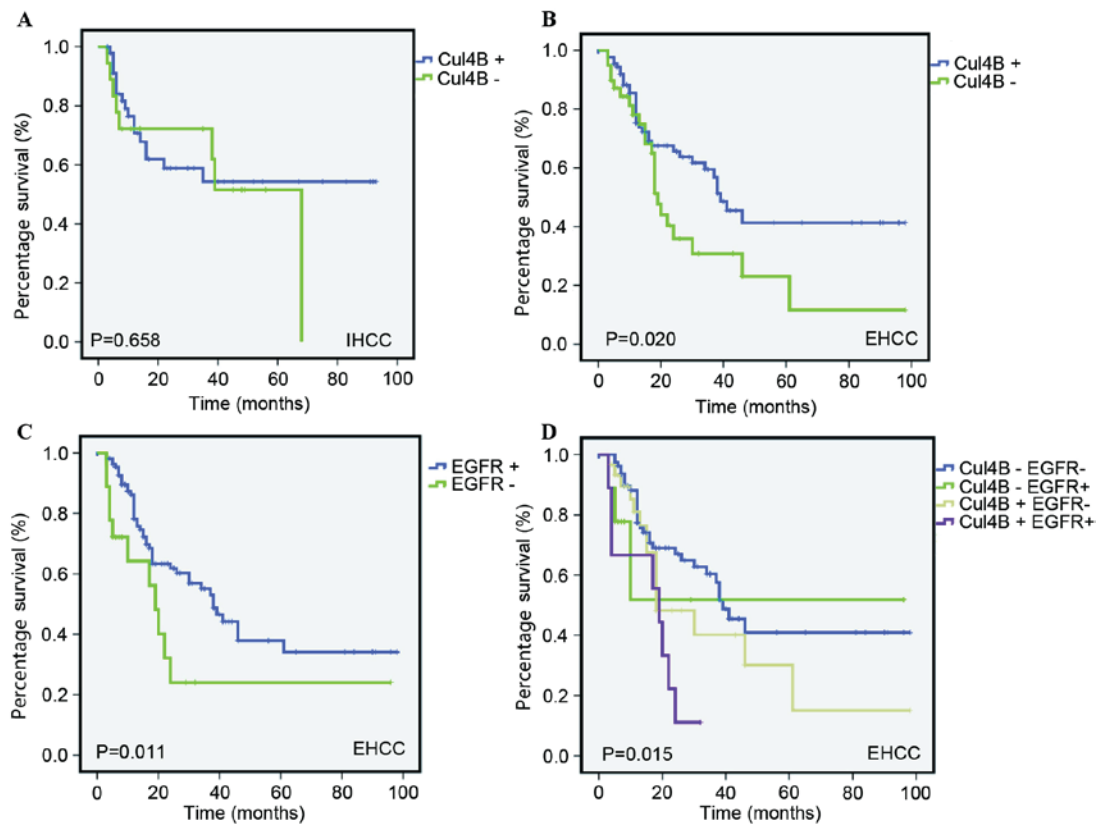 A
1.0
0.8
0.6
0.4
0.2
0.0
Percentage survival (%)
Cul4B +
Cul4B -
P=0.658
IHCC
0 20 40 60 80 100
Time (months)
B
1.0
0.8
0.6
0.4
0.2
0.0
Percentage survival (%)
Cul4B +
Cul4B -
P=0.020
EHCC
0 20 40 60 80 100
Time (months)
C
1.0
0.8
0.6
0.4
0.2
0.0
Percentage survival (%)
EGFR +
EGFR -
P=0.011
EHCC
0 20 40 60 80 100
Time (months)
D
1.0
0.8
0.6
0.4
0.2
0.0
Percentage survival (%)
Cul4B - EGFR-
Cul4B - EGFR+
Cul4B + EGFR-
Cul4B + EGFR+
P=0.015
EHCC
0 20 40 60 80 100
Time (months)